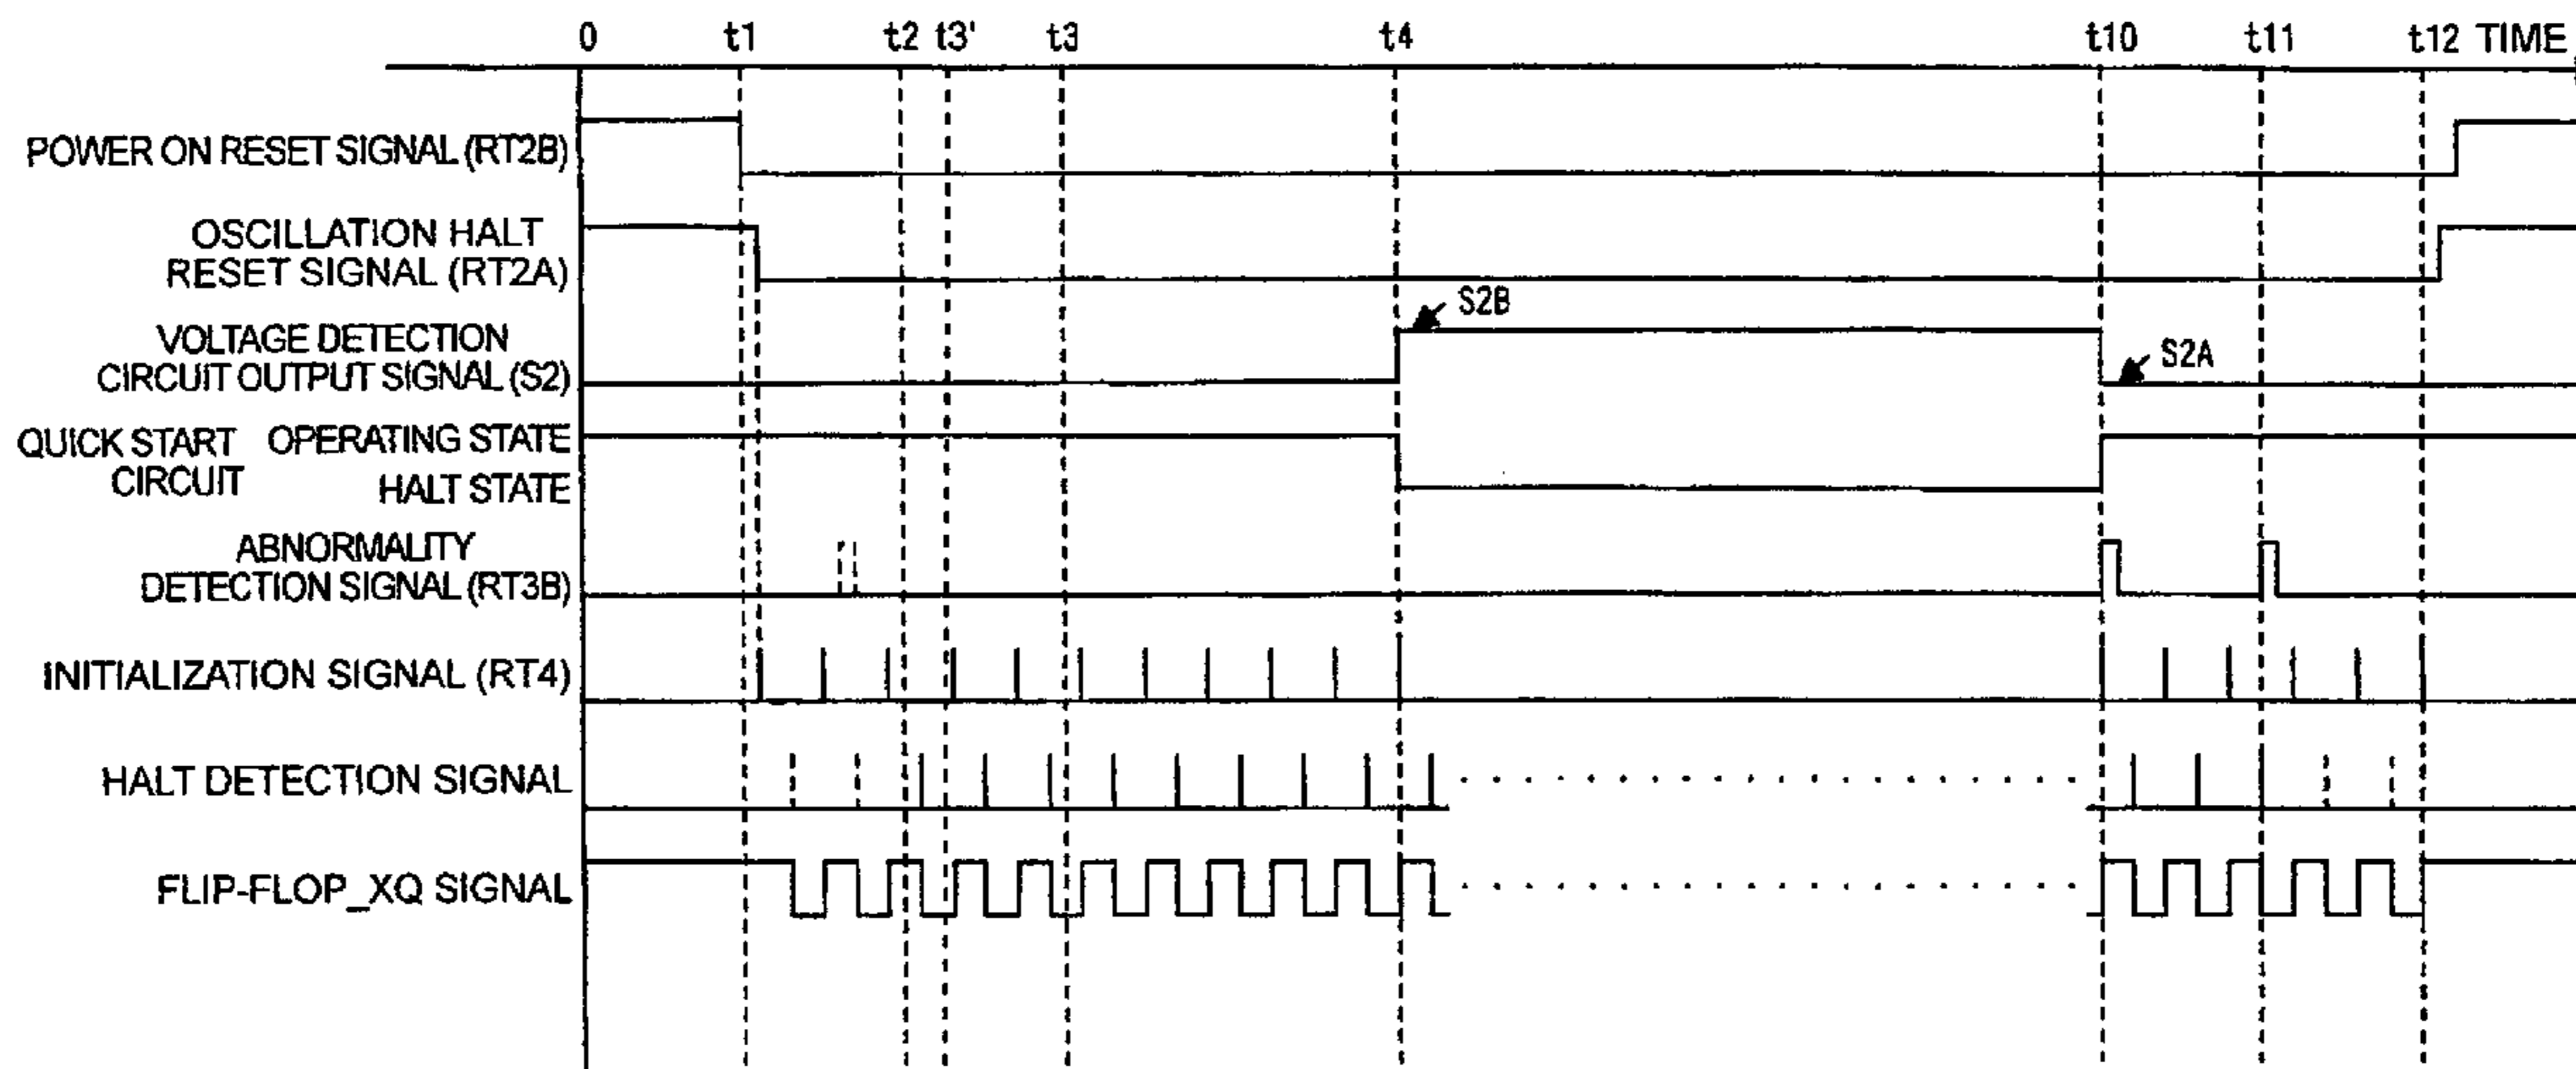 0 t1 t2 t3' t3 t4 t10 t11 t12 TIME
POWER ON RESET SIGNAL (RT2B)
OSCILLATION HALT
RESET SIGNAL (RT2A)
S2B
VOLTAGE DETECTION
CIRCUIT OUTPUT SIGNAL (S2)
S2A
QUICK START
CIRCUIT
OPERATING STATE
HALT STATE
ABNORMALITY
DETECTION SIGNAL (RT3B)
INITIALIZATION SIGNAL (RT4)
HALT DETECTION SIGNAL
FLIP-FLOP_XQ SIGNAL